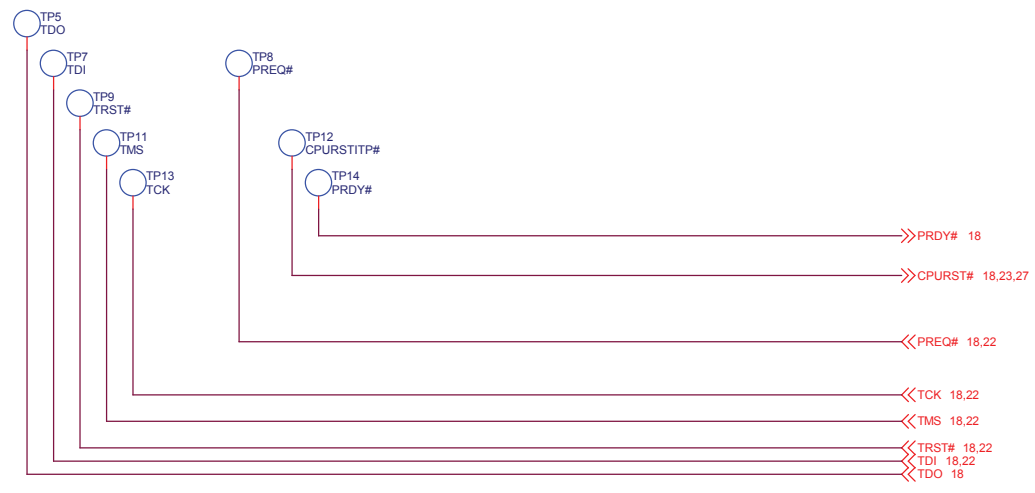 TP5
TDO
TP7
TDI
TP8
PREQ#
TP9
TRST#
TP11
TMS
TP12
CPURSTITP#
TP13
TCK
TP14
PRDY#
PRDY# 18
CPURST# 18,23,27
PREQ# 18,22
TCK 18,22
TMS 18,22
TRST# 18,22
TDI 18,22
TDO 18